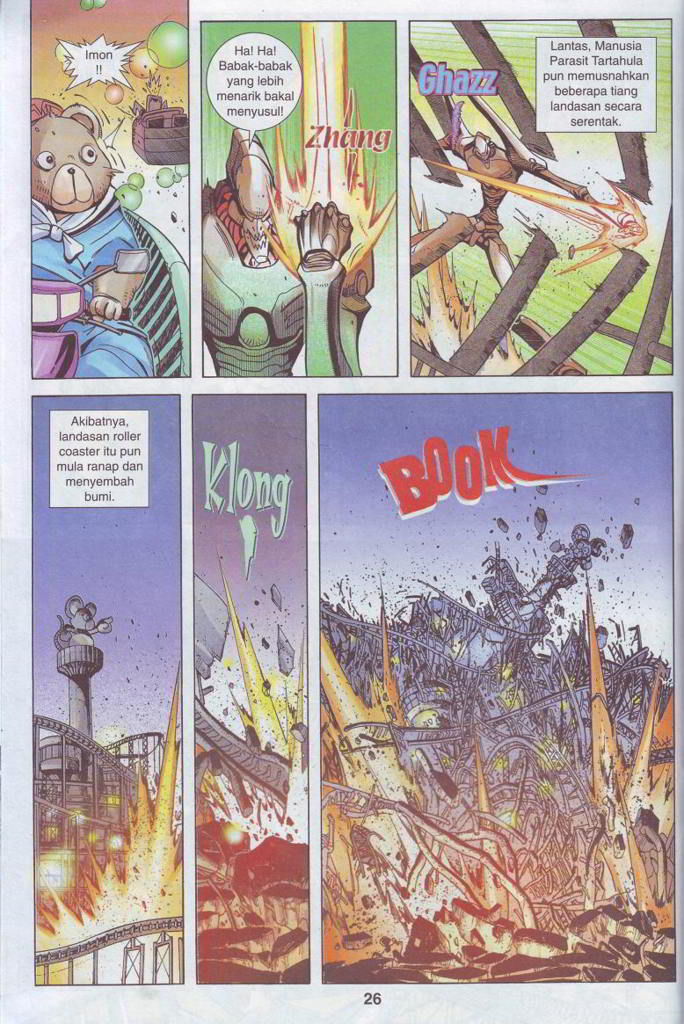 Imon
!!
Ha! Ha!
Babak-babak
yang lebih
menarik bakal
menyusul!
Zhang
Ghazz
Lantas, Manusia
Parasit Tartahula
pun memusnahkan
beberapa tiang
landasan secara
serentak.
Akibatnya,
landasan roller
coaster itu pun
mula ranap dan
menyembah
bumi.
Klong
BOOM
26